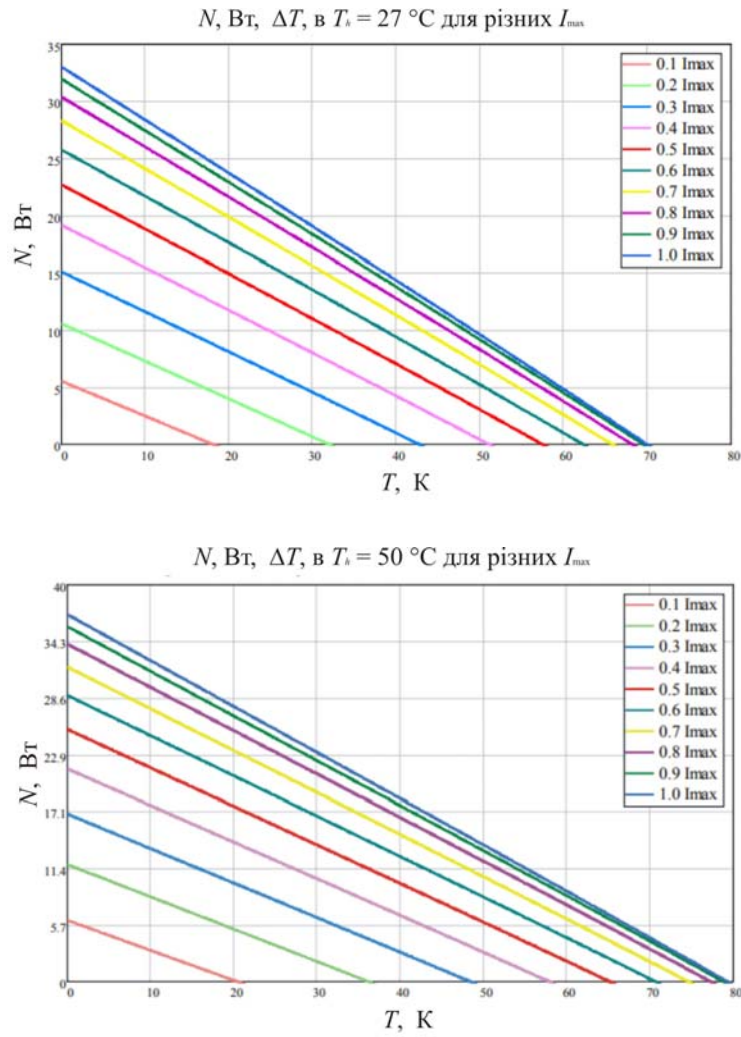 N, Вт, ΔT, в Tₕ = 27 °C для різних Iₘₐₓ
35
30
25
20
15
10
5
0
N, Вт
0 10 20 30 40 50 60 70 80
T, К
0.1 Imax
0.2 Imax
0.3 Imax
0.4 Imax
0.5 Imax
0.6 Imax
0.7 Imax
0.8 Imax
0.9 Imax
1.0 Imax
N, Вт, ΔT, в Tₕ = 50 °C для різних Iₘₐₓ
40
34.3
28.6
22.9
17.1
11.4
5.7
0
N, Вт
0 10 20 30 40 50 60 70 80
T, К
0.1 Imax
0.2 Imax
0.3 Imax
0.4 Imax
0.5 Imax
0.6 Imax
0.7 Imax
0.8 Imax
0.9 Imax
1.0 Imax